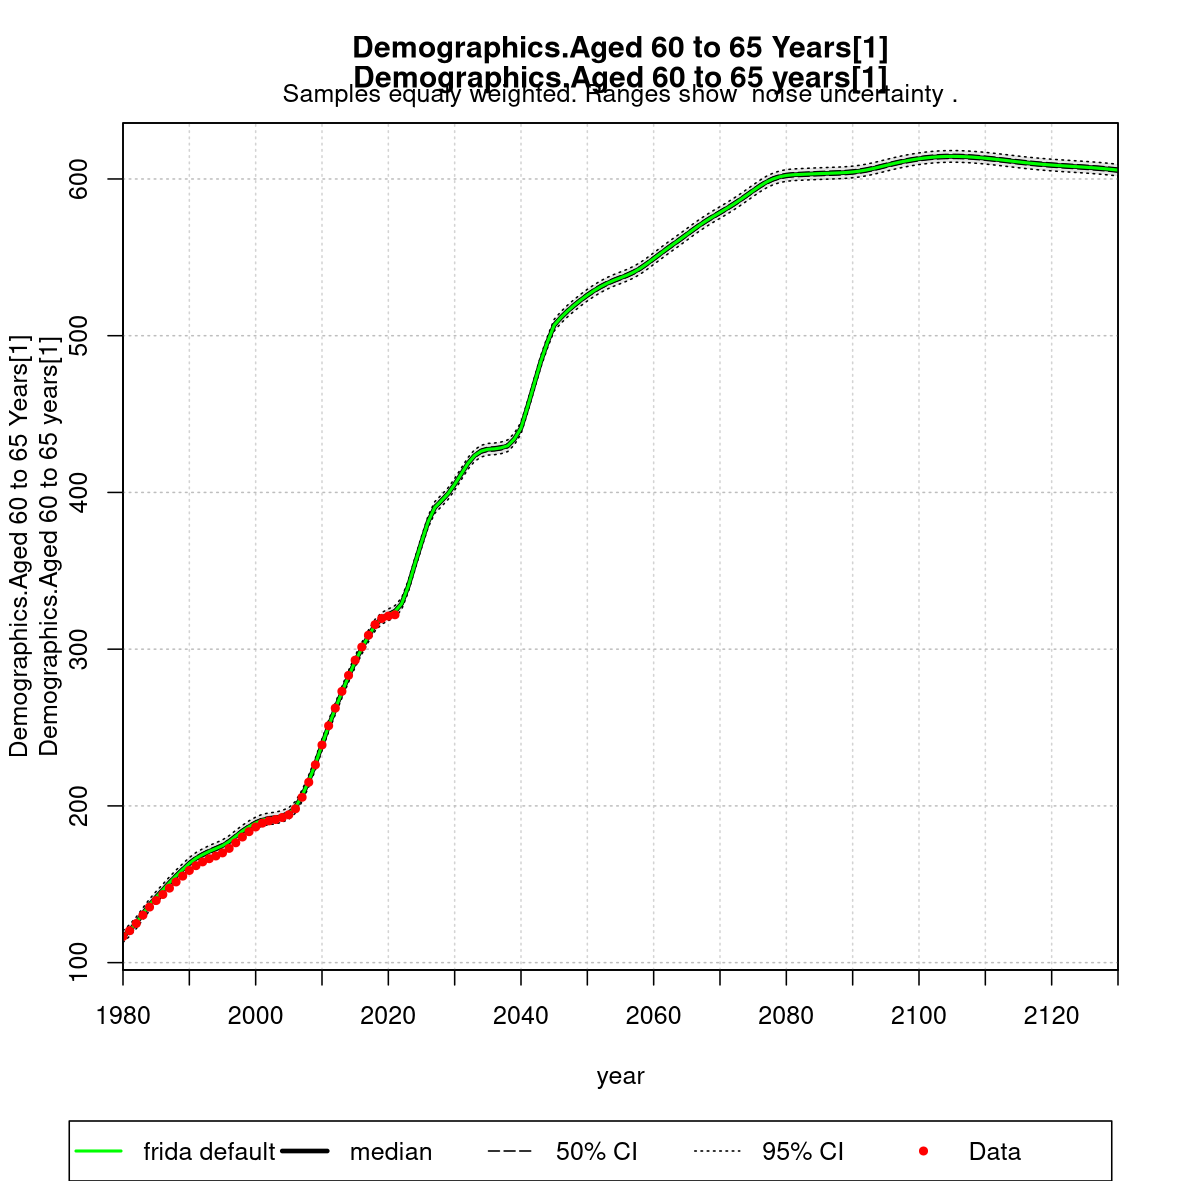 Demographics.Aged 60 to 65 Years[1]
Demographics.Aged 60 to 65 years[1]
Samples equaly weighted. Ranges show  noise uncertainty .
Demographics.Aged 60 to 65 Years[1]
Demographics.Aged 60 to 65 years[1]
600
500
400
300
200
100
1980 2000 2020 2040 2060 2080 2100 2120
year
frida default median 50% CI 95% CI Data